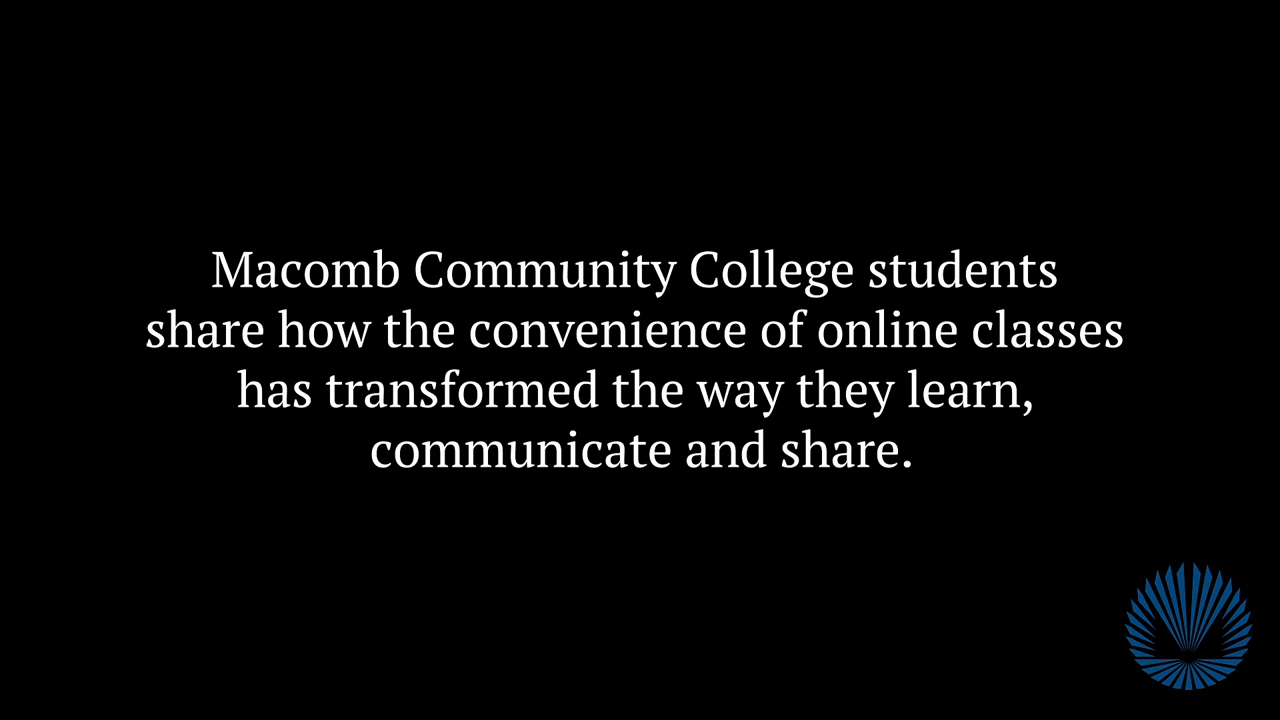 Macomb Community College students
share how the convenience of online classes
has transformed the way they learn,
communicate and share.